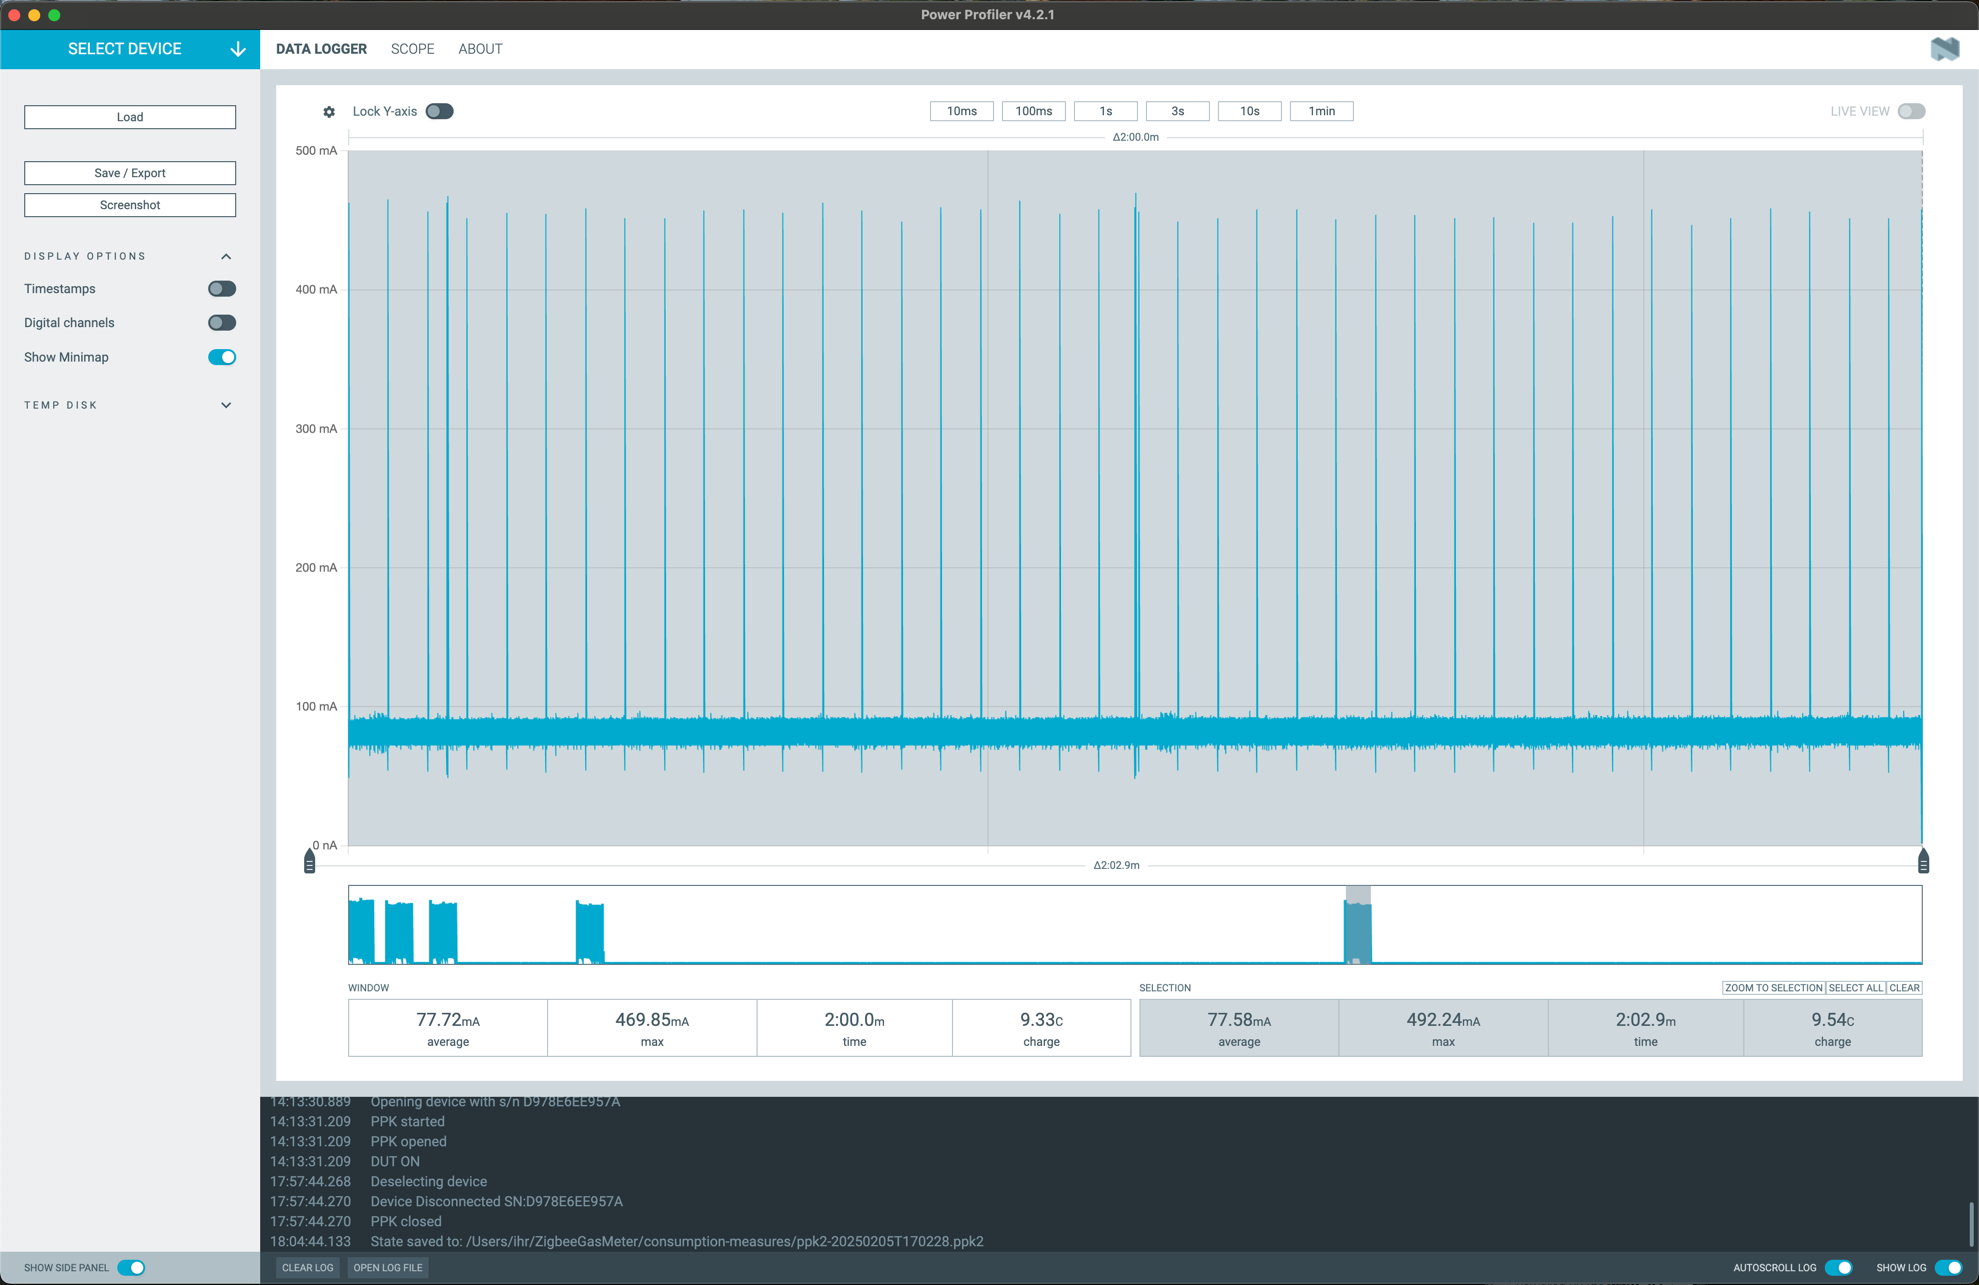 Power Profiler v4.2.1
SELECT DEVICE
DATA LOGGER SCOPE ABOUT
Load
Save / Export
Screenshot
DISPLAY OPTIONS
Timestamps
Digital channels
Show Minimap
TEMP DISK
Lock Y-axis
10ms 100ms 1s 3s 10s 1min
LIVE VIEW
Δ2:00.0m
500 mA
400 mA
300 mA
200 mA
100 mA
0 nA
Δ2:02.9m
WINDOW
77.72mA
average
469.85mA
max
2:00.0m
time
9.33C
charge
SELECTION
ZOOM TO SELECTION SELECT ALL CLEAR
77.58mA
average
492.24mA
max
2:02.9m
time
9.54C
charge
14:13:30.889 Opening device with s/n D978E6EE957A
14:13:31.209 PPK started
14:13:31.209 PPK opened
14:13:31.209 DUT ON
17:57:44.268 Deselecting device
17:57:44.270 Device Disconnected SN:D978E6EE957A
17:57:44.270 PPK closed
18:04:44.133 State saved to: /Users/ihr/ZigbeeGasMeter/consumption-measures/ppk2-20250205T170228.ppk2
SHOW SIDE PANEL
CLEAR LOG OPEN LOG FILE
AUTOSCROLL LOG SHOW LOG